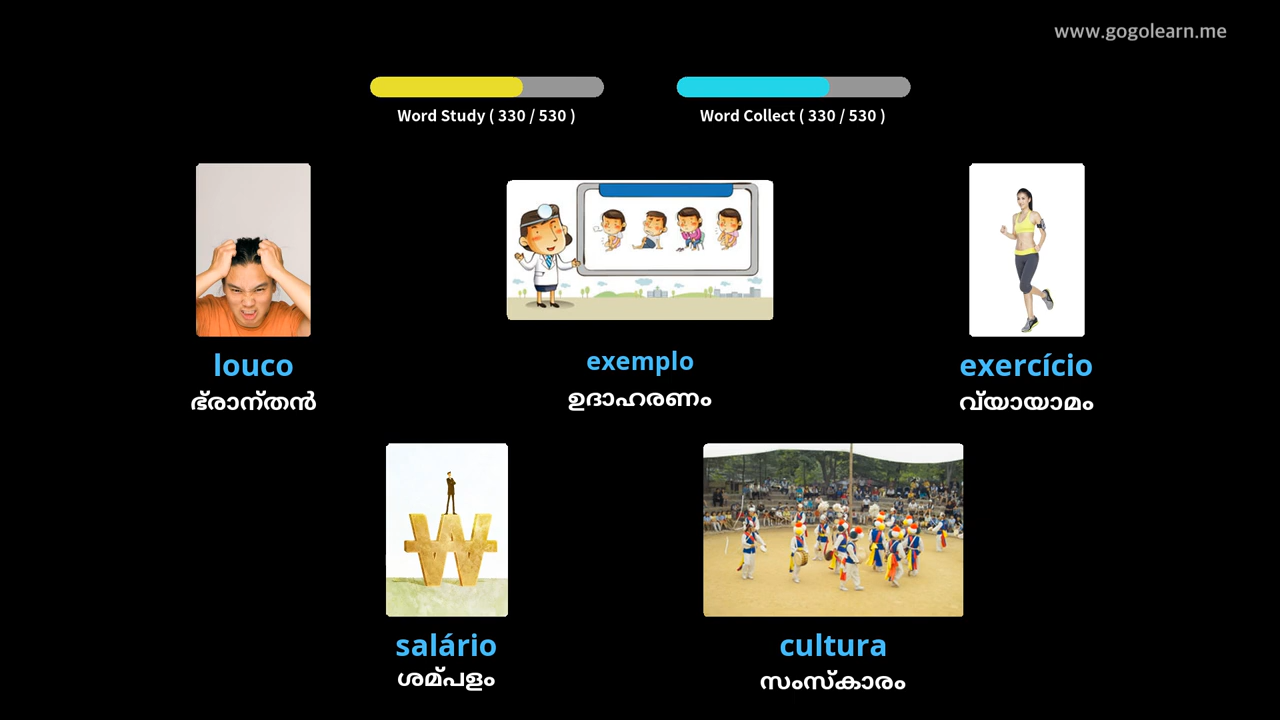 www.gogolearn.me
Word Study ( 330 / 530 )
Word Collect ( 330 / 530 )
louco
ഭ്രാന്തൻ
exemplo
ഉദാഹരണം
exercício
വ്യായാമം
salário
ശമ്പളം
cultura
സംസ്കാരം